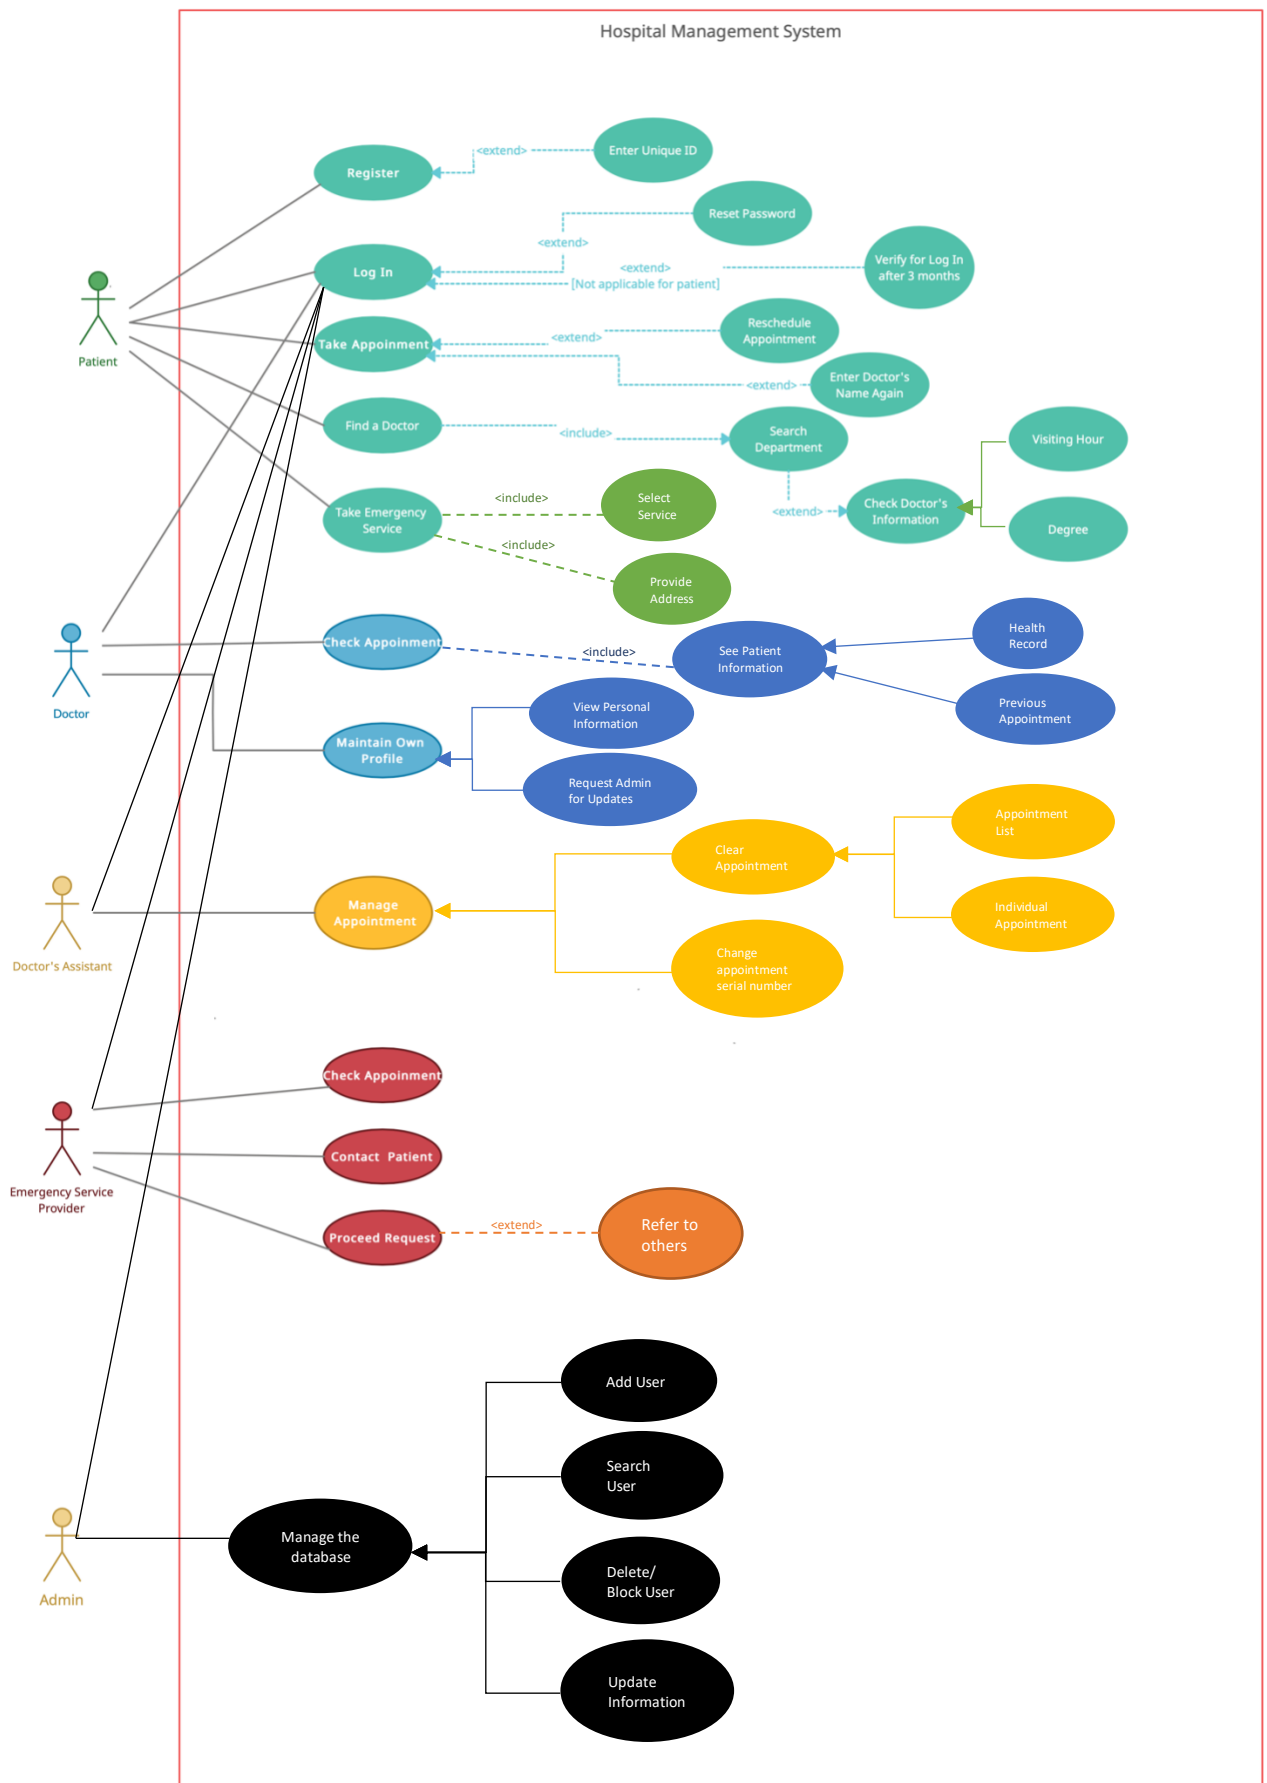 Hospital Management System
Enter Unique ID
<extend>
Register
Reset Password
<extend>
Verify for Log In
after 3 months
<extend>
[Not applicable for patient]
Log In
Patient
Reschedule
Appointment
<extend>
Take Appoinment
Enter Doctor's
Name Again
<extend>
Find a Doctor
<include>
Search
Department
Visiting Hour
<extend>
Check Doctor's
Information
Degree
Take Emergency
Service
<include>
Select
Service
<include>
Provide
Address
Check Appoinment
<include>
See Patient
Information
Health
Record
Previous
Appointment
Doctor
View Personal
Information
Maintain Own
Profile
Request Admin
for Updates
Appointment
List
Clear
Appointment
Manage
Appointment
Individual
Appointment
Change
appointment
serial number
Doctor's Assistant
Check Appoinment
Contact  Patient
Emergency Service
Provider
Proceed Request
<extend>
Refer to
others
Add User
Search
User
Manage the
database
Delete/
Block User
Admin
Update
Information